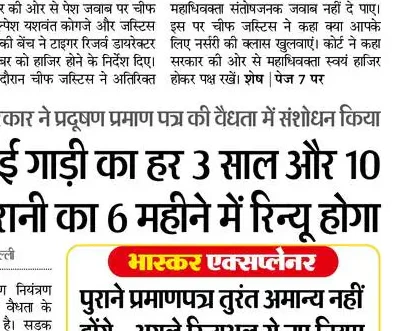 की ओर से पेश जवाब पर चीफ
यशवंत कोगजे और जस्टिस
की बेंच ने टाइगर रिजर्व डायरेक्टर
को हाजिर होने के निर्देश दिए।
दौरान चीफ जस्टिस ने अतिरिक्त
महाधिवक्ता संतोषजनक जवाब नहीं दे पाए।
इस पर चीफ जस्टिस ने कहा क्या आपके
लिए नर्सरी की क्लास खुलवाएं। कोर्ट ने कहा
सरकार की ओर से महाधिवक्ता स्वयं हाजिर
होकर पक्ष रखें। शेष | पेज 7 पर
ने प्रदूषण प्रमाण पत्र की वैधता में संशोधन किया
गाड़ी का हर 3 साल और 10
का 6 महीने में रिन्यू होगा
भास्कर एक्सप्लेनर
नियंत्रण
वैधता के
है। सड़क
पुराने प्रमाणपत्र तुरंत अमान्य नहीं